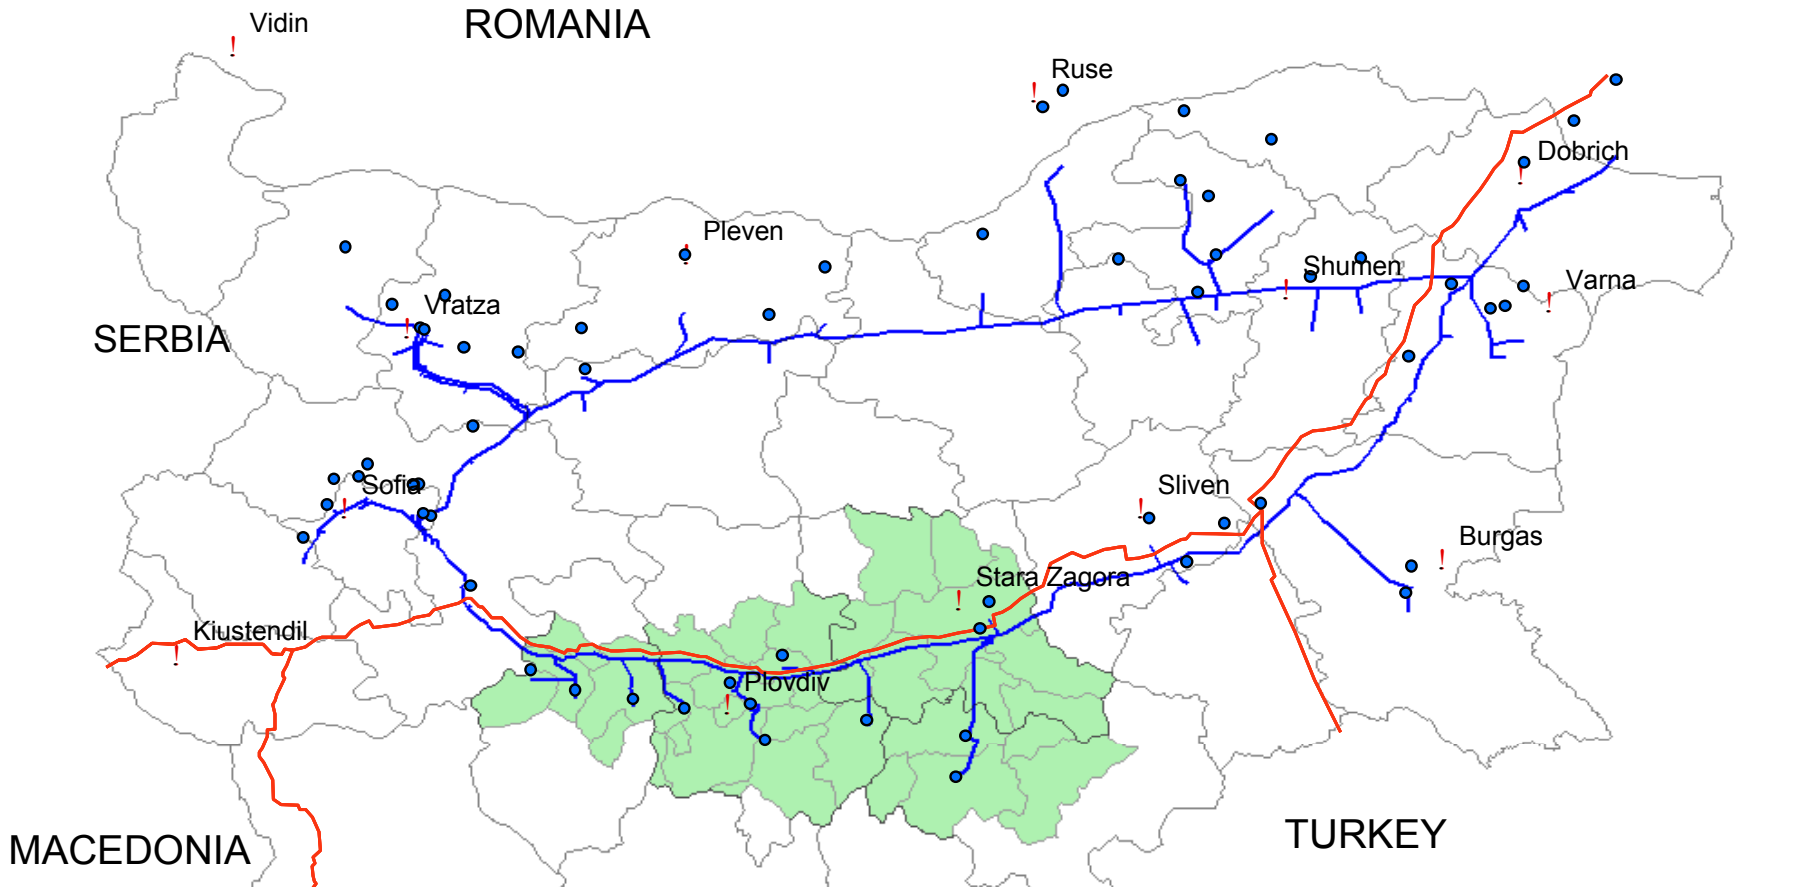 Vidin
ROMANIA
Ruse
Dobrich
Pleven
Shumen
Varna
Vratza
SERBIA
Sofia
Sliven
Burgas
Stara Zagora
Kiustendil
Plovdiv
MACEDONIA
TURKEY